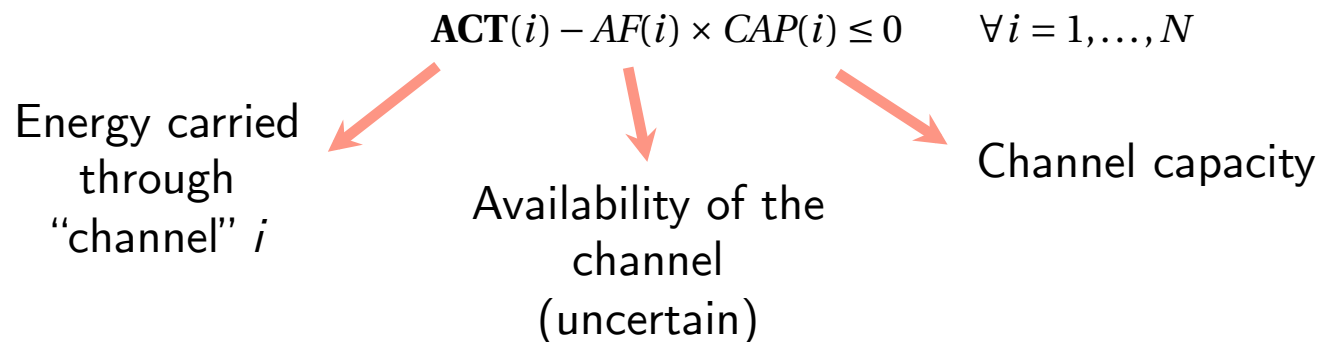 ACT(i) − AF(i) × CAP(i) ≤ 0 ∀i = 1,…,N
Energy carried
through
“channel” i
Availability of the
channel
(uncertain)
Channel capacity